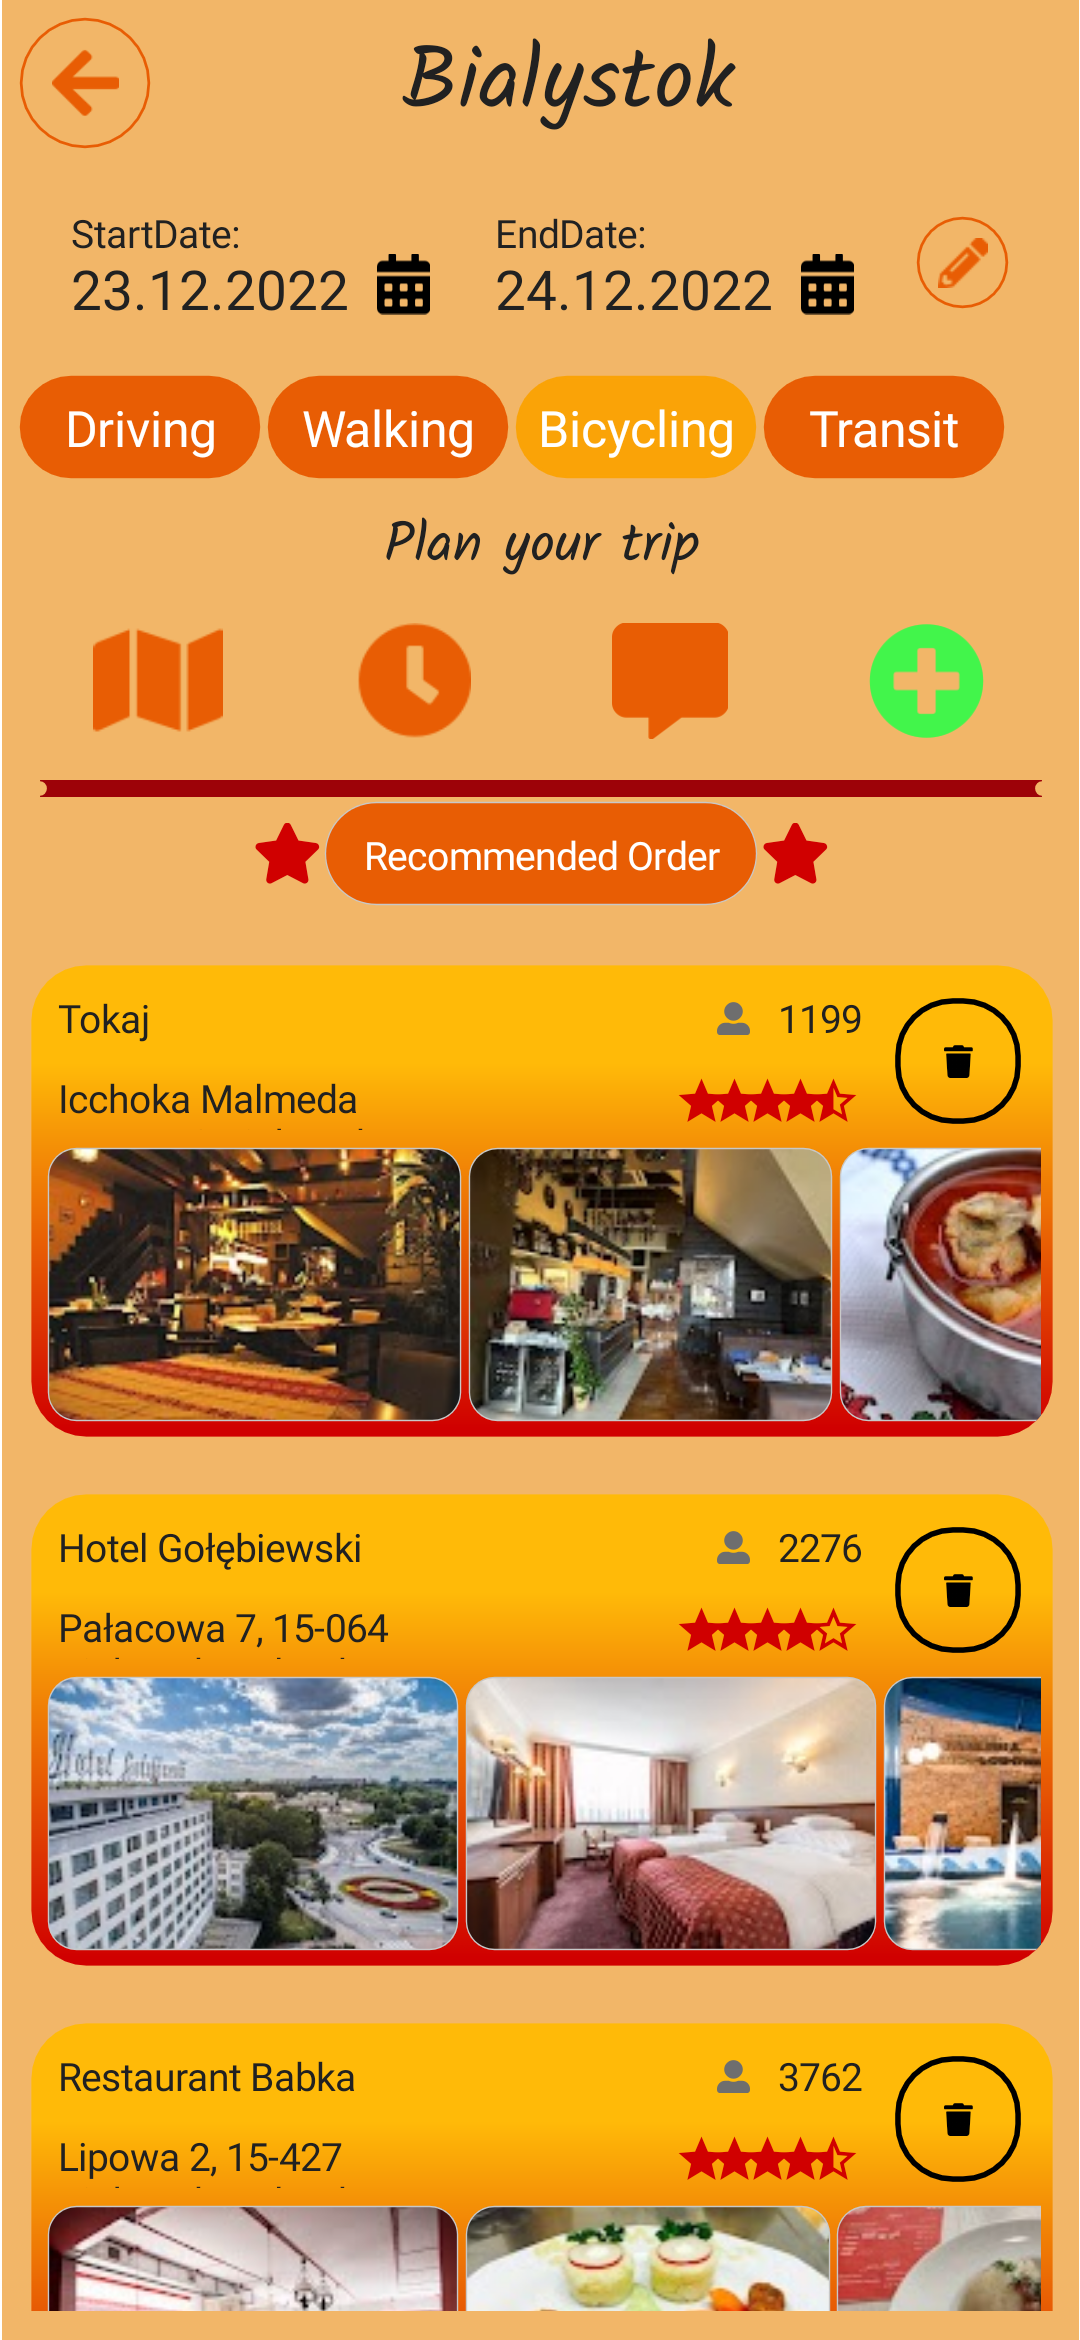 Bialystok
StartDate:
23.12.2022
EndDate:
24.12.2022
Driving
Walking
Bicycling
Transit
Plan your trip
Recommended Order
Tokaj
1199
Icchoka Malmeda
Hotel Gołębiewski
2276
Pałacowa 7, 15-064
Hotel
Restaurant Babka
3762
Lipowa 2, 15-427